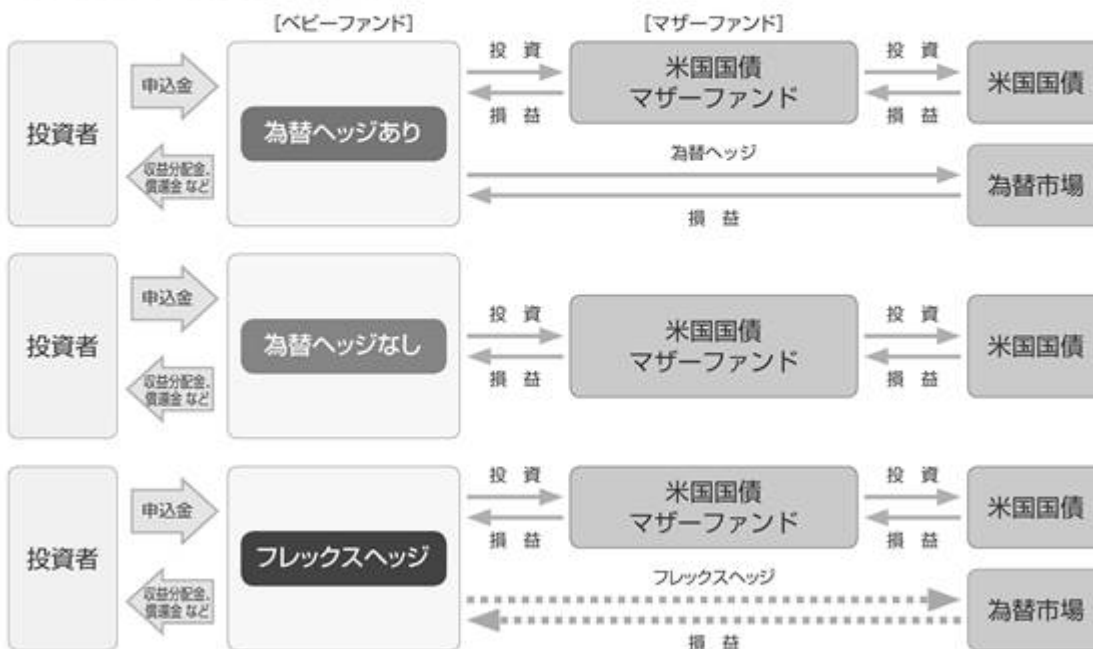 [ベビーファンド]
[マザーファンド]
投資者
申込金
収益分配金、
償還金 など
為替ヘッジあり
投 資
損 益
米国国債
マザーファンド
投 資
損 益
米国国債
為替ヘッジ
損 益
為替市場
投資者
申込金
収益分配金、
償還金 など
為替ヘッジなし
投 資
損 益
米国国債
マザーファンド
投 資
損 益
米国国債
投資者
申込金
収益分配金、
償還金 など
フレックスヘッジ
投 資
損 益
米国国債
マザーファンド
投 資
損 益
米国国債
フレックスヘッジ
損 益
為替市場